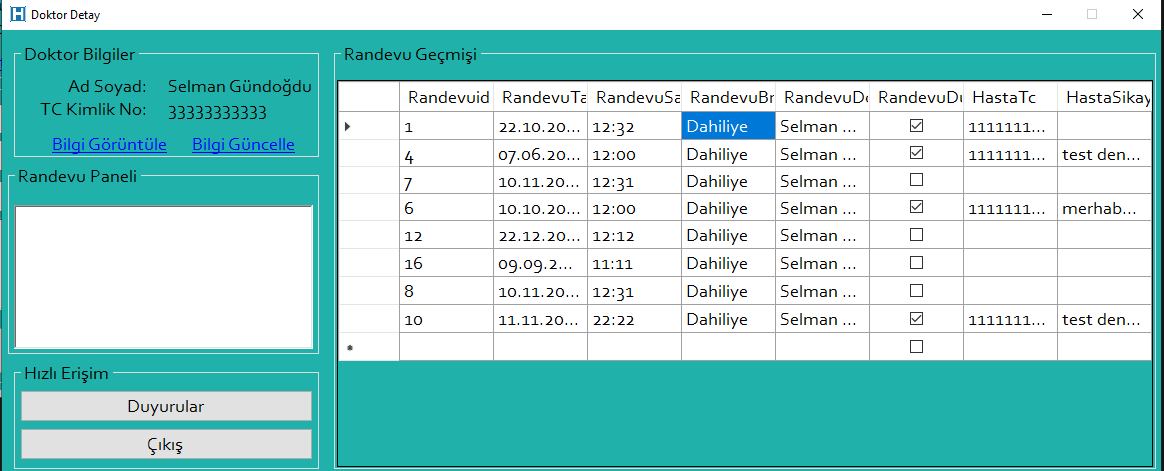 Doktor Detay
Doktor Bilgiler
Ad Soyad: Selman Gündoğdu
TC Kimlik No: 33333333333
Bilgi Görüntüle Bilgi Güncelle
Randevu Paneli
Hızlı Erişim
Duyurular
Çıkış
Randevu Geçmişi
Randevuid RandevuTa RandevuSa RandevuBr RandevuDo RandevuDu HastaTc HastaSikay
1 22.10.20... 12:32 Dahiliye Selman ... 1111111...
4 07.06.20... 12:00 Dahiliye Selman ... 1111111... test den...
7 10.11.20... 12:31 Dahiliye Selman ...
6 10.10.20... 12:00 Dahiliye Selman ... 1111111... merhab...
12 22.12.20... 12:12 Dahiliye Selman ...
16 09.09.2... 11:11 Dahiliye Selman ...
8 10.11.20... 12:31 Dahiliye Selman ...
10 11.11.20... 22:22 Dahiliye Selman ... 1111111... test den...